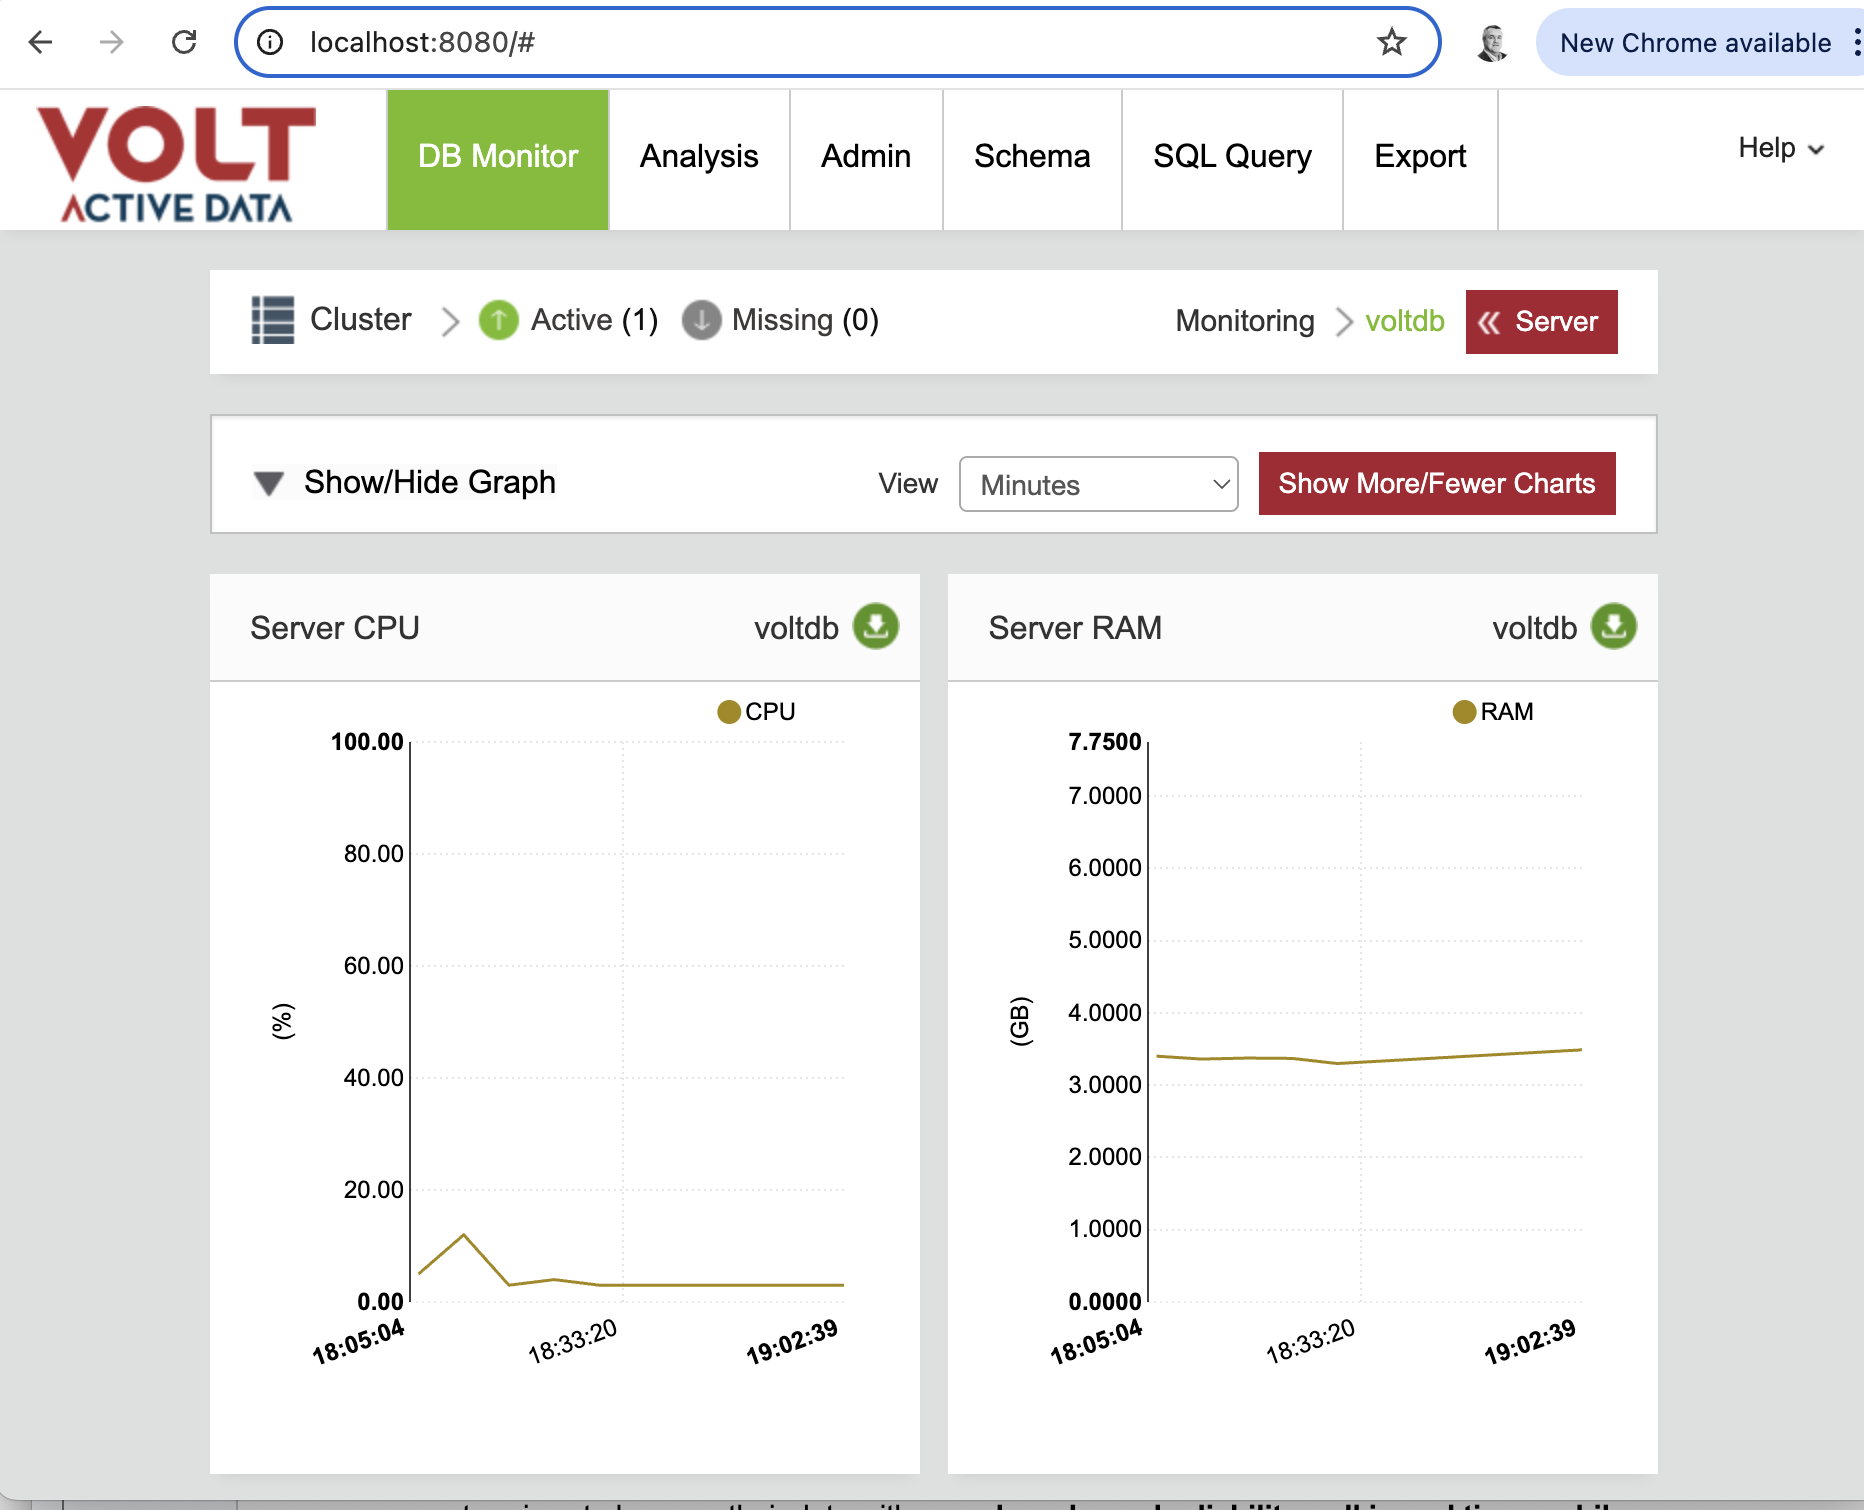 localhost:8080/#
New Chrome available
VOLT
ACTIVE DATA
DB Monitor
Analysis
Admin
Schema
SQL Query
Export
Help
Cluster
Active (1)
Missing (0)
Monitoring
voltdb
« Server
Show/Hide Graph
View
Minutes
Show More/Fewer Charts
Server CPU
voltdb
CPU
100.00
80.00
60.00
40.00
20.00
0.00
(%)
18:05:04
18:33:20
19:02:39
Server RAM
voltdb
RAM
7.7500
7.0000
6.0000
5.0000
4.0000
3.0000
2.0000
1.0000
0.0000
(GB)
18:05:04
18:33:20
19:02:39